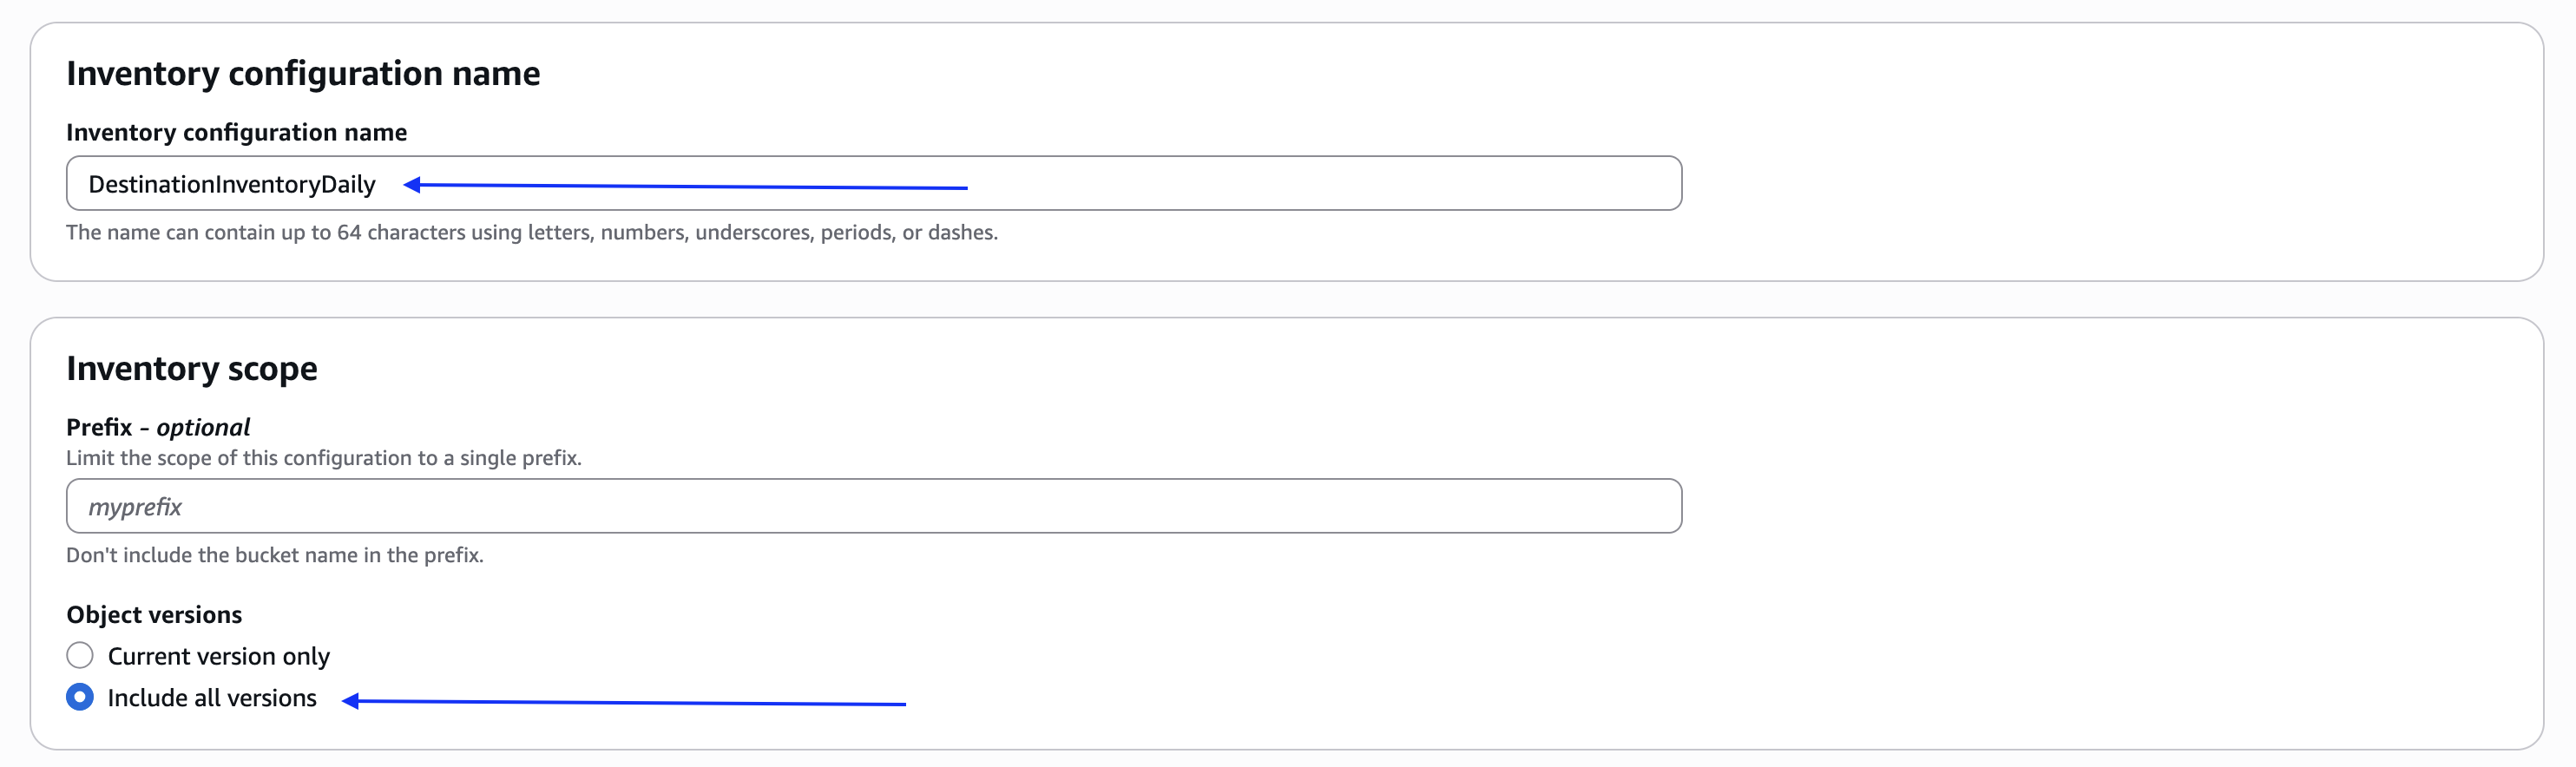 Inventory configuration name
Inventory configuration name
DestinationInventoryDaily
The name can contain up to 64 characters using letters, numbers, underscores, periods, or dashes.
Inventory scope
Prefix - optional
Limit the scope of this configuration to a single prefix.
myprefix
Don't include the bucket name in the prefix.
Object versions
Current version only
Include all versions